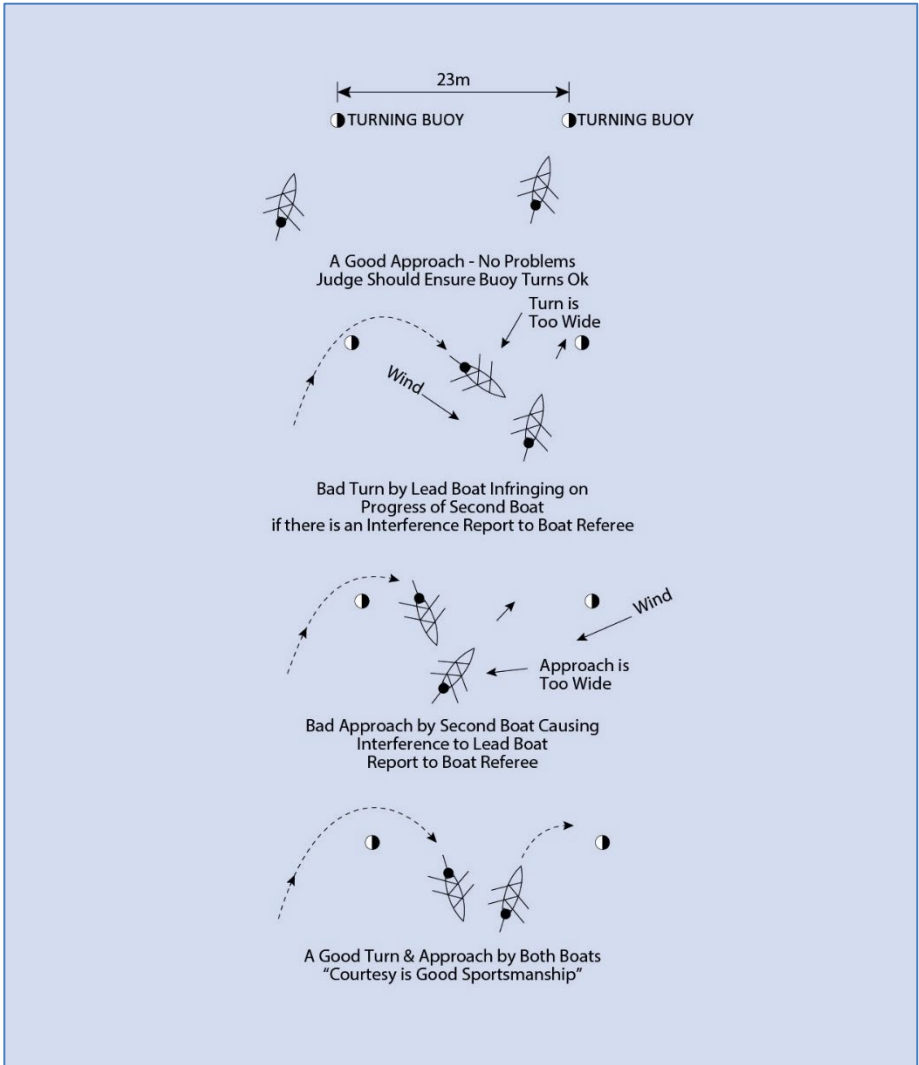 23m
TURNING BUOY
TURNING BUOY
A Good Approach - No Problems
Judge Should Ensure Buoy Turns Ok
Turn is
Too Wide
Wind
Bad Turn by Lead Boat Infringing on
Progress of Second Boat
if there is an Interference Report to Boat Referee
Wind
Approach is
Too Wide
Bad Approach by Second Boat Causing
Interference to Lead Boat
Report to Boat Referee
A Good Turn & Approach by Both Boats
“Courtesy is Good Sportsmanship”